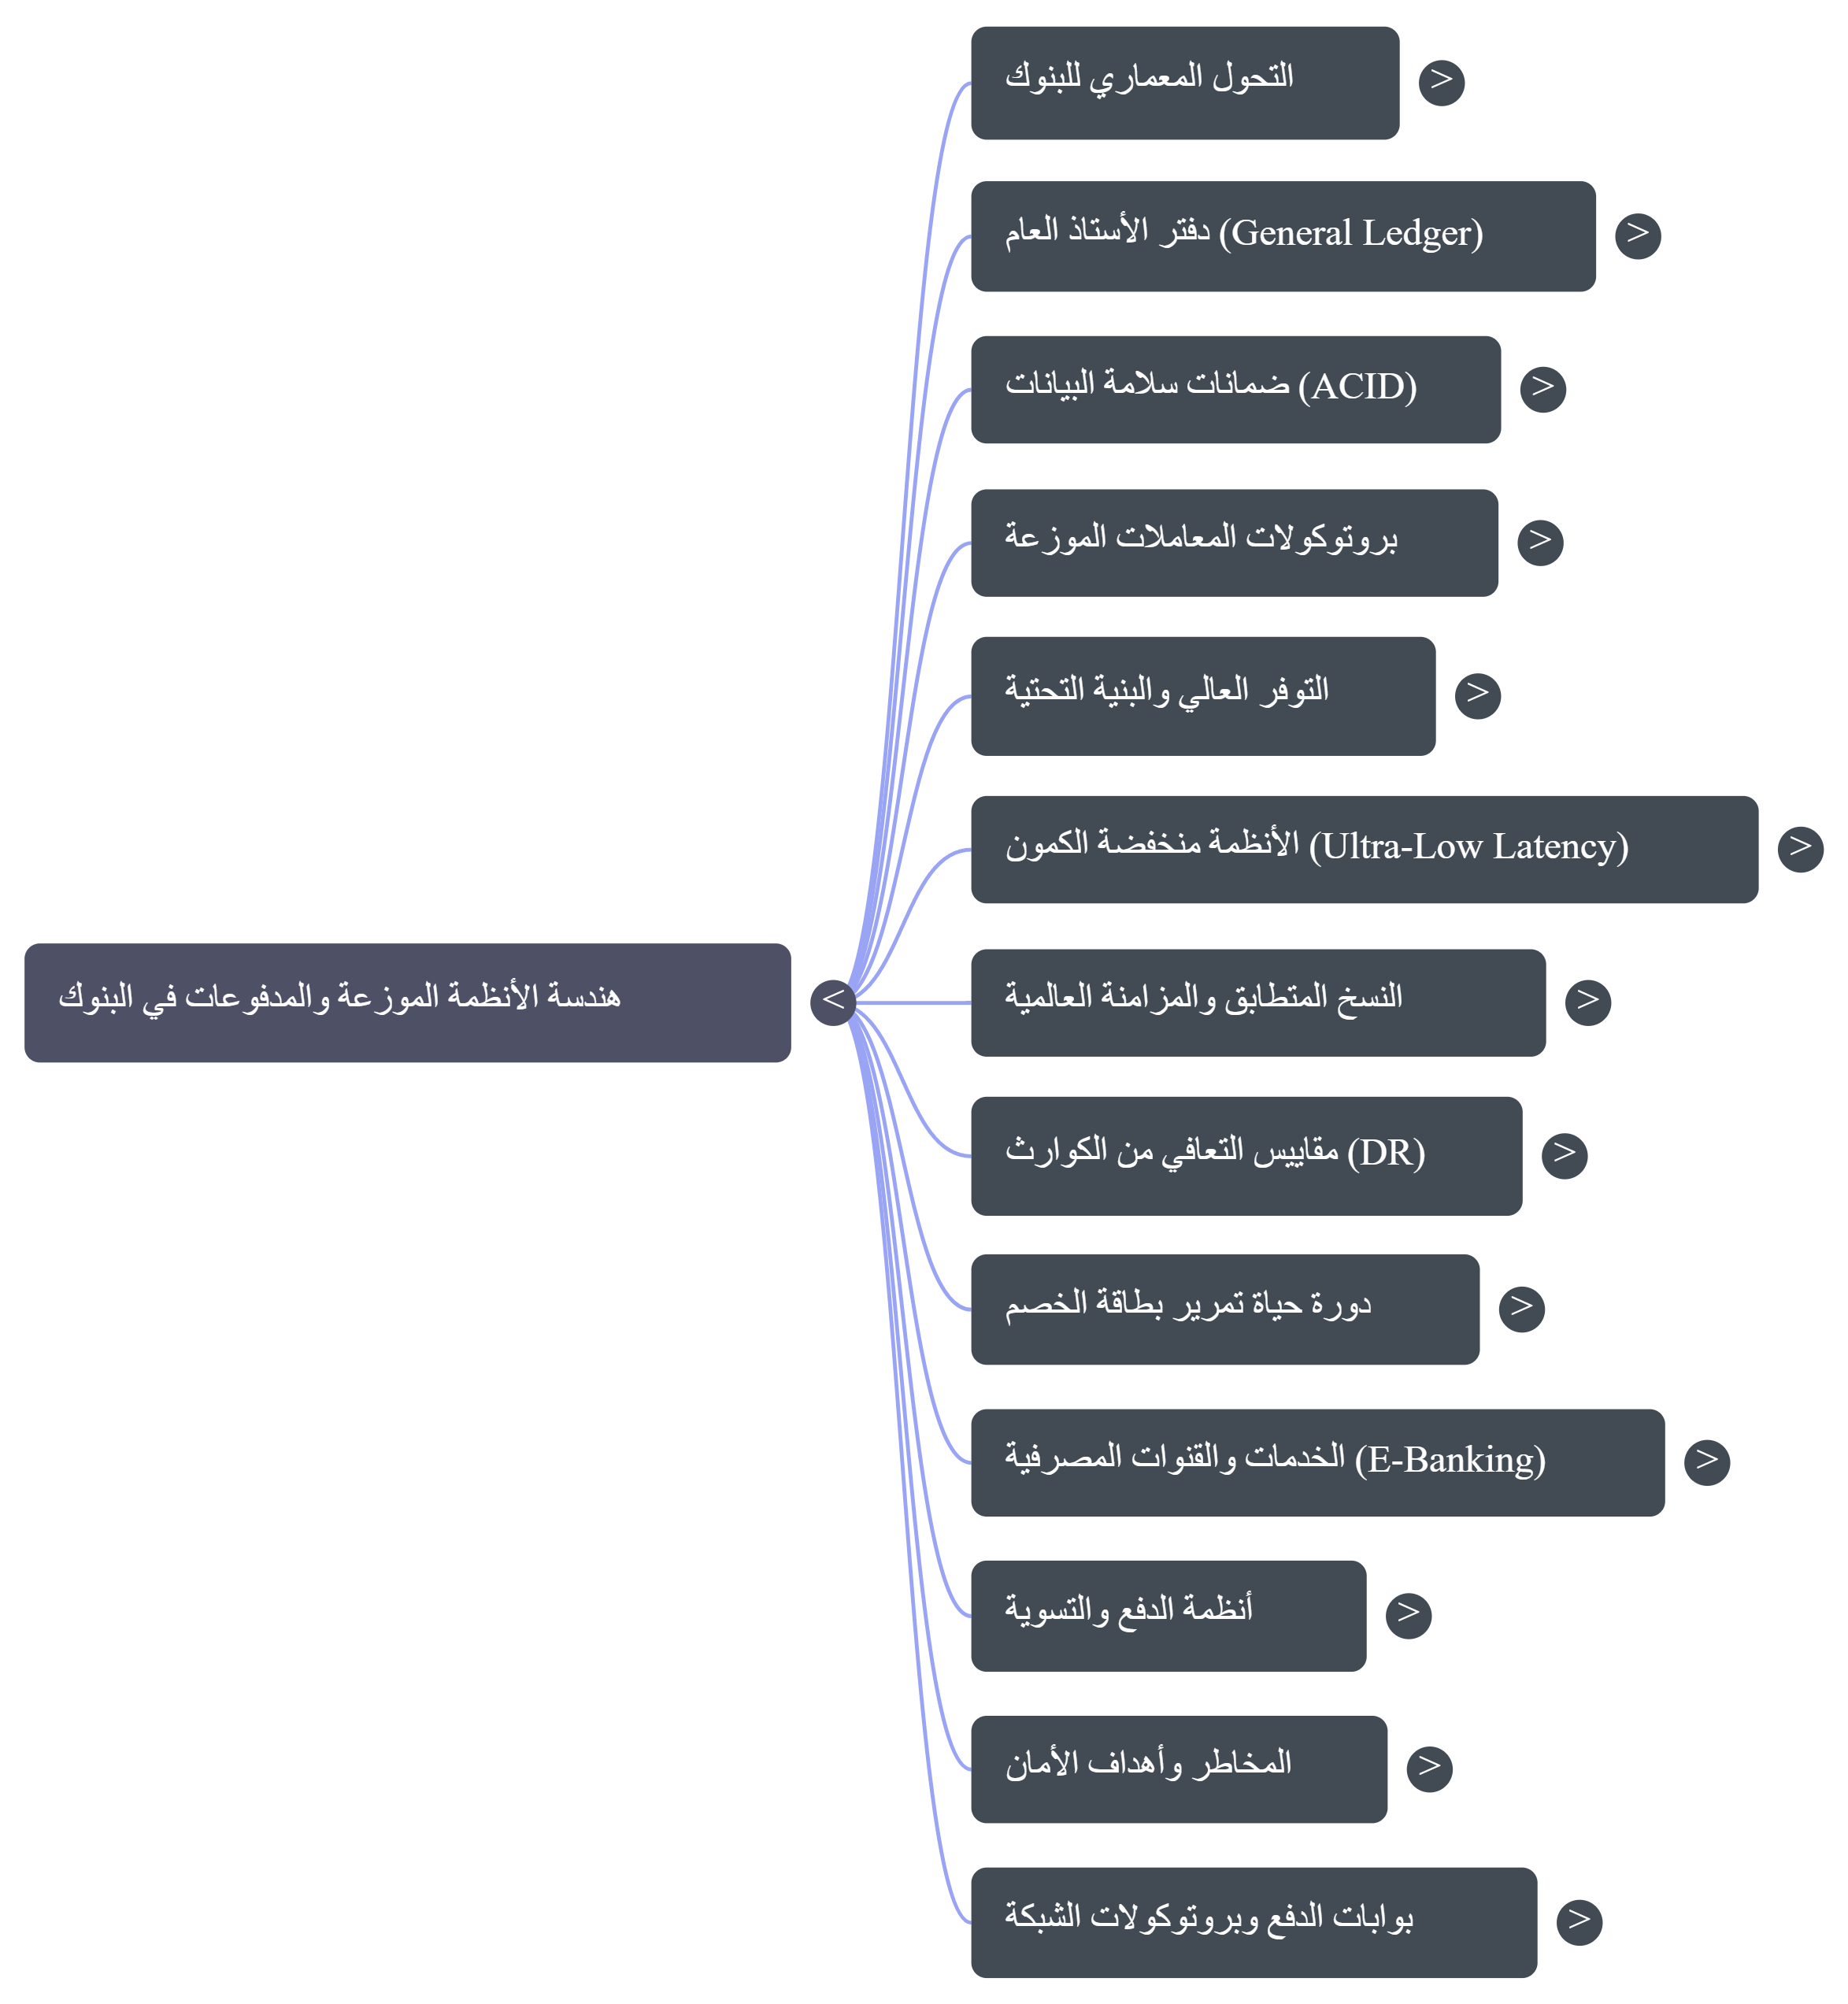 هندسة الأنظمة الموزعة والمدفوعات في البنوك
<
التحول المعماري للبنوك
>
دفتر الأستاذ العام (General Ledger)
>
ضمانات سلامة البيانات (ACID)
>
بروتوكولات المعاملات الموزعة
>
التوفر العالي والبنية التحتية
>
الأنظمة منخفضة الكمون (Ultra-Low Latency)
>
النسخ المتطابق والمزامنة العالمية
>
مقاييس التعافي من الكوارث (DR)
>
دورة حياة تمرير بطاقة الخصم
>
الخدمات والقنوات المصرفية (E-Banking)
>
أنظمة الدفع والتسوية
>
المخاطر وأهداف الأمان
>
بوابات الدفع وبروتوكولات الشبكة
>